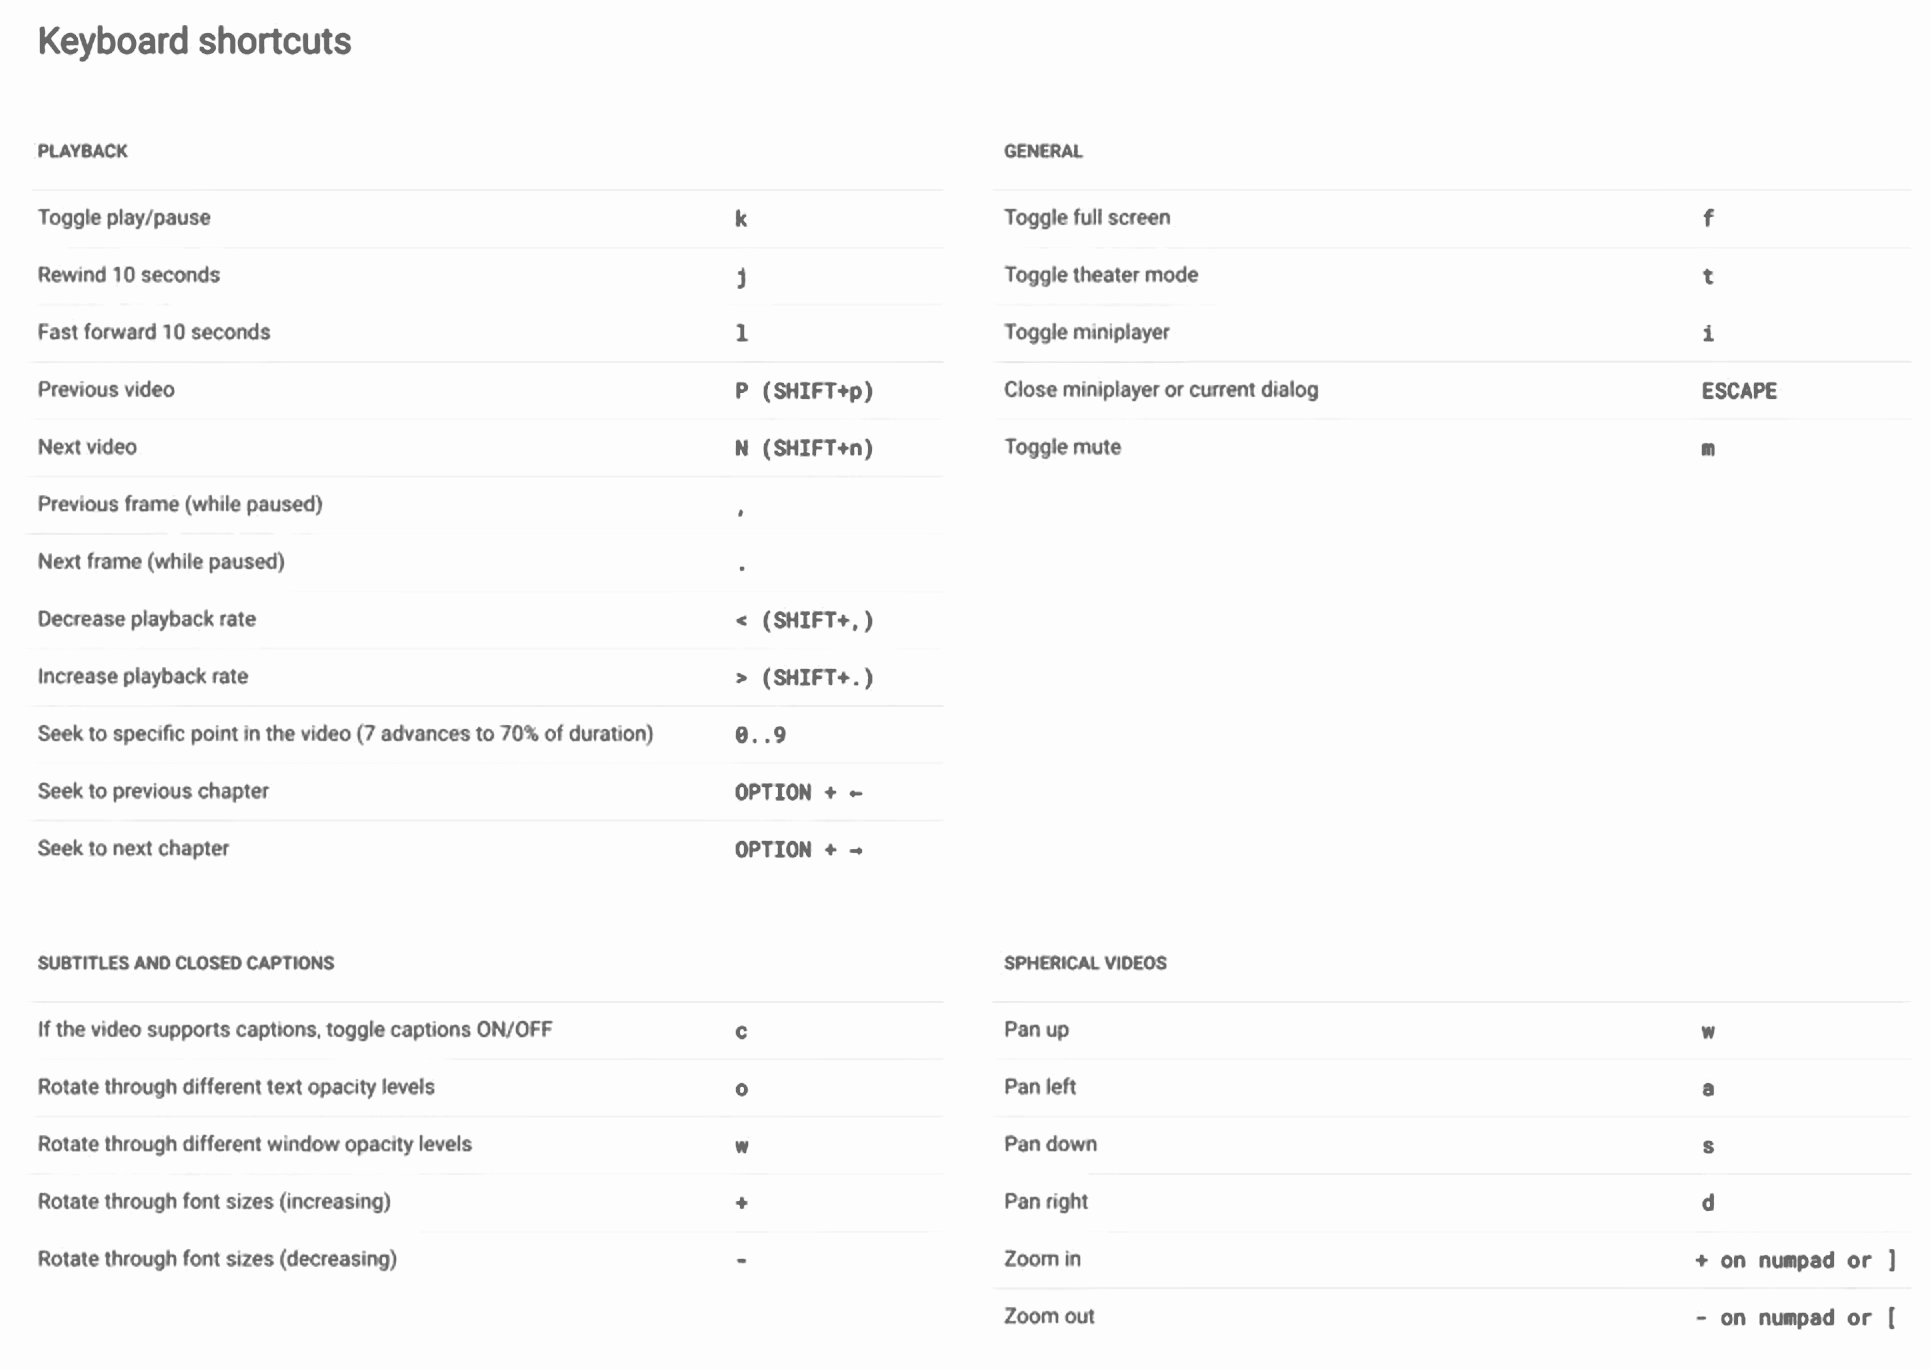 Keyboard shortcuts
PLAYBACK
Toggle play/pause k
Rewind 10 seconds j
Fast forward 10 seconds l
Previous video P (SHIFT+p)
Next video N (SHIFT+n)
Previous frame (while paused) ,
Next frame (while paused) .
Decrease playback rate < (SHIFT+,)
Increase playback rate > (SHIFT+.)
Seek to specific point in the video (7 advances to 70% of duration) 0..9
Seek to previous chapter OPTION + ←
Seek to next chapter OPTION + →
GENERAL
Toggle full screen f
Toggle theater mode t
Toggle miniplayer i
Close miniplayer or current dialog ESCAPE
Toggle mute m
SUBTITLES AND CLOSED CAPTIONS
If the video supports captions, toggle captions ON/OFF c
Rotate through different text opacity levels o
Rotate through different window opacity levels w
Rotate through font sizes (increasing) +
Rotate through font sizes (decreasing) -
SPHERICAL VIDEOS
Pan up w
Pan left a
Pan down s
Pan right d
Zoom in + on numpad or ]
Zoom out - on numpad or [